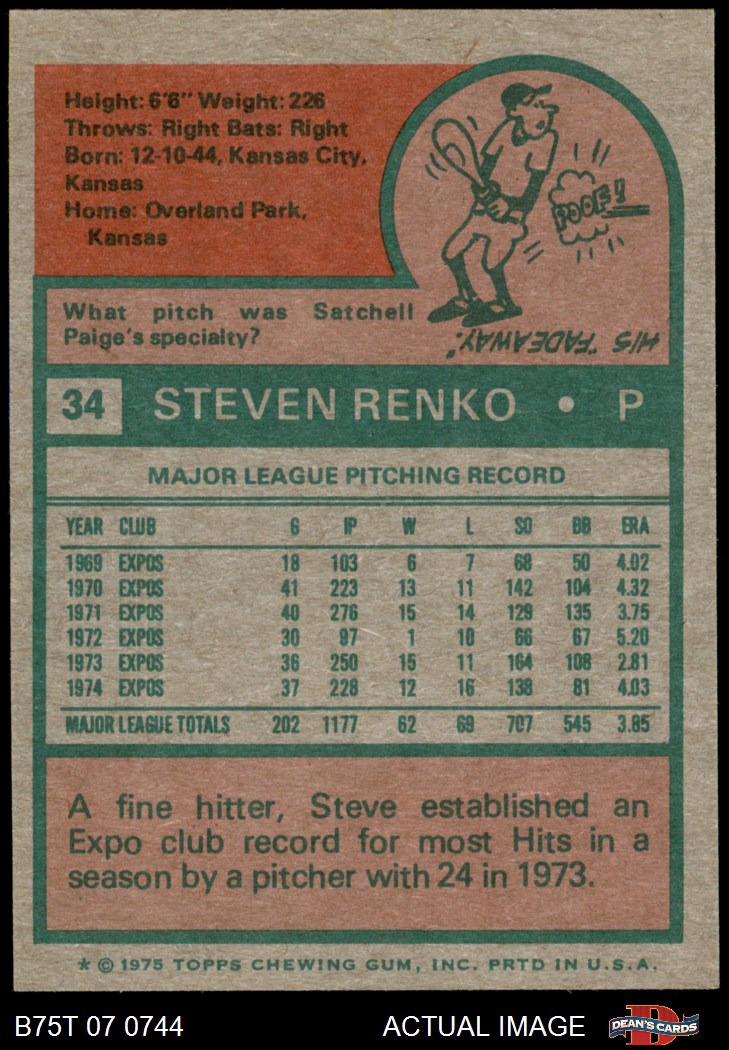 Height: 6'6" Weight: 226
Throws: Right Bats: Right
Born: 12-10-44, Kansas City,
Kansas
Home: Overland Park,
Kansas
POOF!
What pitch was Satchell
Paige's specialty?
HIS "FADEAWAY".
34 STEVEN RENKO • P
MAJOR LEAGUE PITCHING RECORD
YEAR CLUB G IP W L SO BB ERA
1969 EXPOS 18 103 6 7 68 50 4.02
1970 EXPOS 41 223 13 11 142 104 4.32
1971 EXPOS 40 276 15 14 129 135 3.75
1972 EXPOS 30 97 1 10 66 67 5.20
1973 EXPOS 36 250 15 11 164 108 2.81
1974 EXPOS 37 228 12 16 138 81 4.03
MAJOR LEAGUE TOTALS 202 1177 62 69 707 545 3.85
A fine hitter, Steve established an
Expo club record for most Hits in a
season by a pitcher with 24 in 1973.
* © 1975 TOPPS CHEWING GUM, INC. PRTD IN U.S.A.
B75T 07 0744 ACTUAL IMAGE DEAN'S CARDS